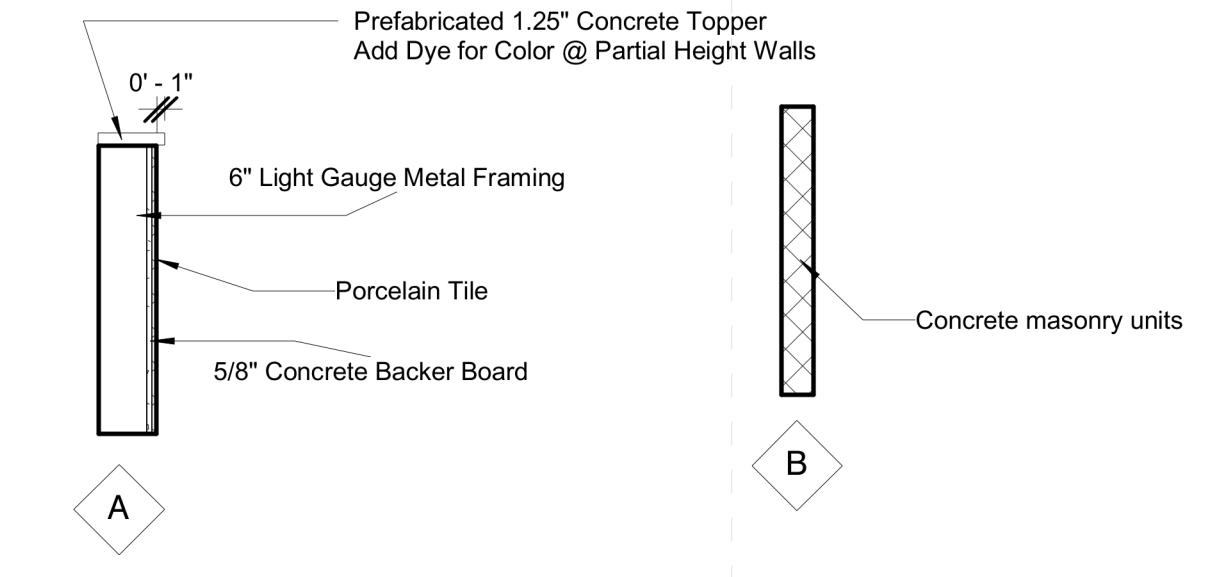 Prefabricated 1.25" Concrete Topper
Add Dye for Color @ Partial Height Walls
0' - 1"
6" Light Gauge Metal Framing
Porcelain Tile
5/8" Concrete Backer Board
A
Concrete masonry units
B